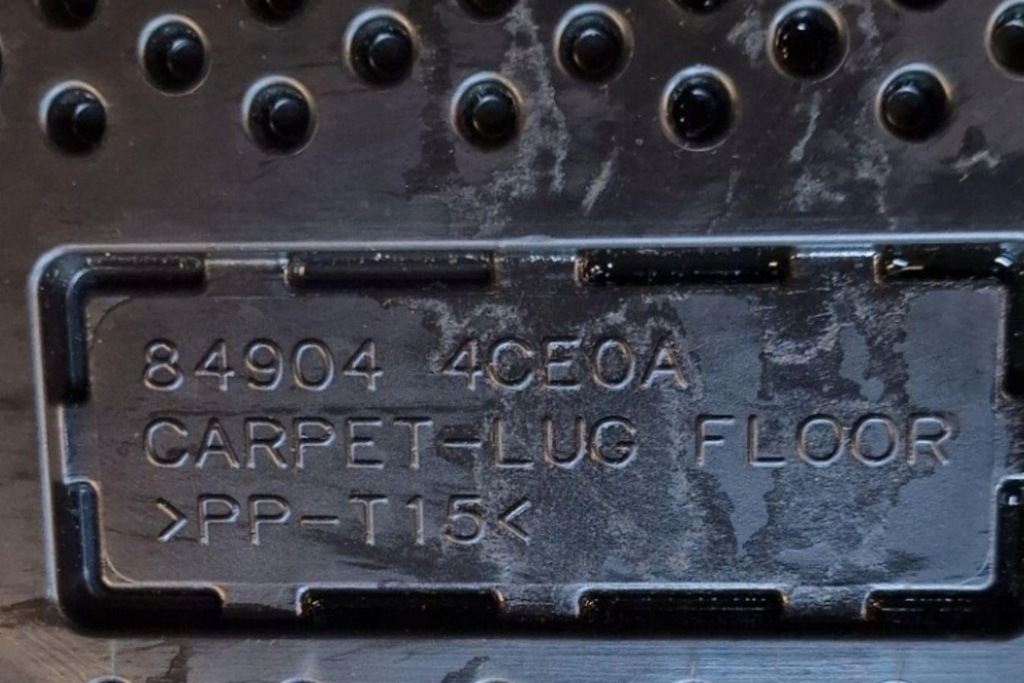 84904 4CE0A
CARPET-LUG FLOOR
>PP-T15<